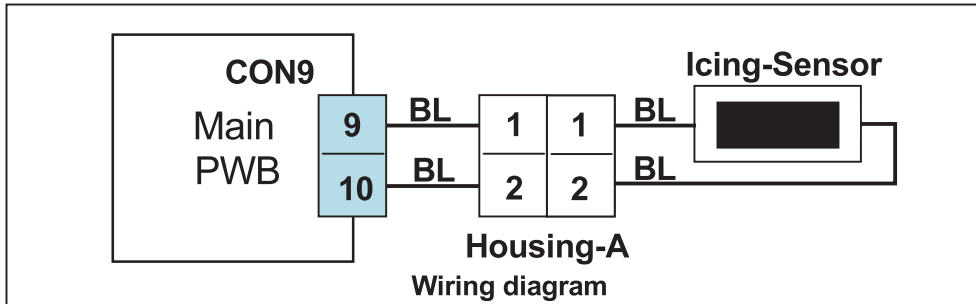 CON9
Icing-Sensor
Main
PWB
9 BL 1 1 BL
10 BL 2 2 BL
Housing-A
Wiring diagram